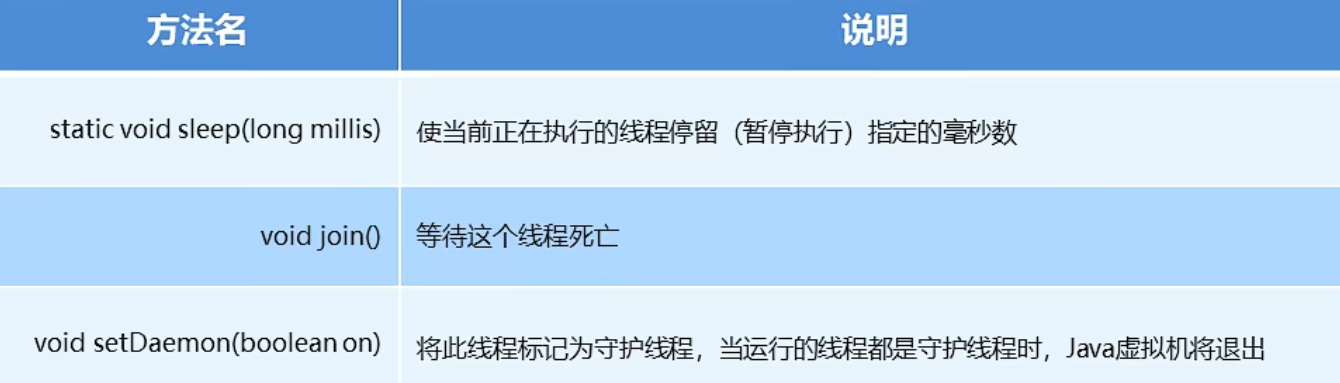 方法名 说明
static void sleep(long millis) 使当前正在执行的线程停留（暂停执行）指定的毫秒数
void join() 等待这个线程死亡
void setDaemon(boolean on) 将此线程标记为守护线程，当运行的线程都是守护线程时，Java虚拟机将退出